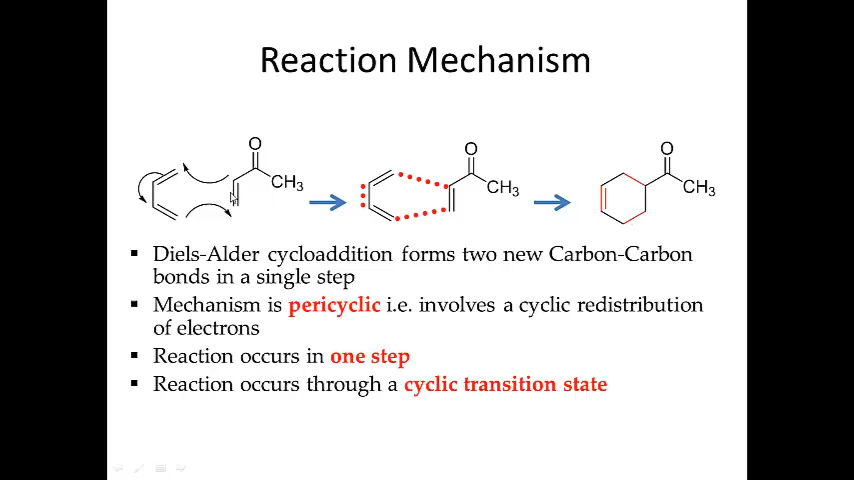 Reaction Mechanism
O
CH3
O
CH3
O
CH3
▪ Diels-Alder cycloaddition forms two new Carbon-Carbon
bonds in a single step
▪ Mechanism is pericyclic i.e. involves a cyclic redistribution
of electrons
▪ Reaction occurs in one step
▪ Reaction occurs through a cyclic transition state